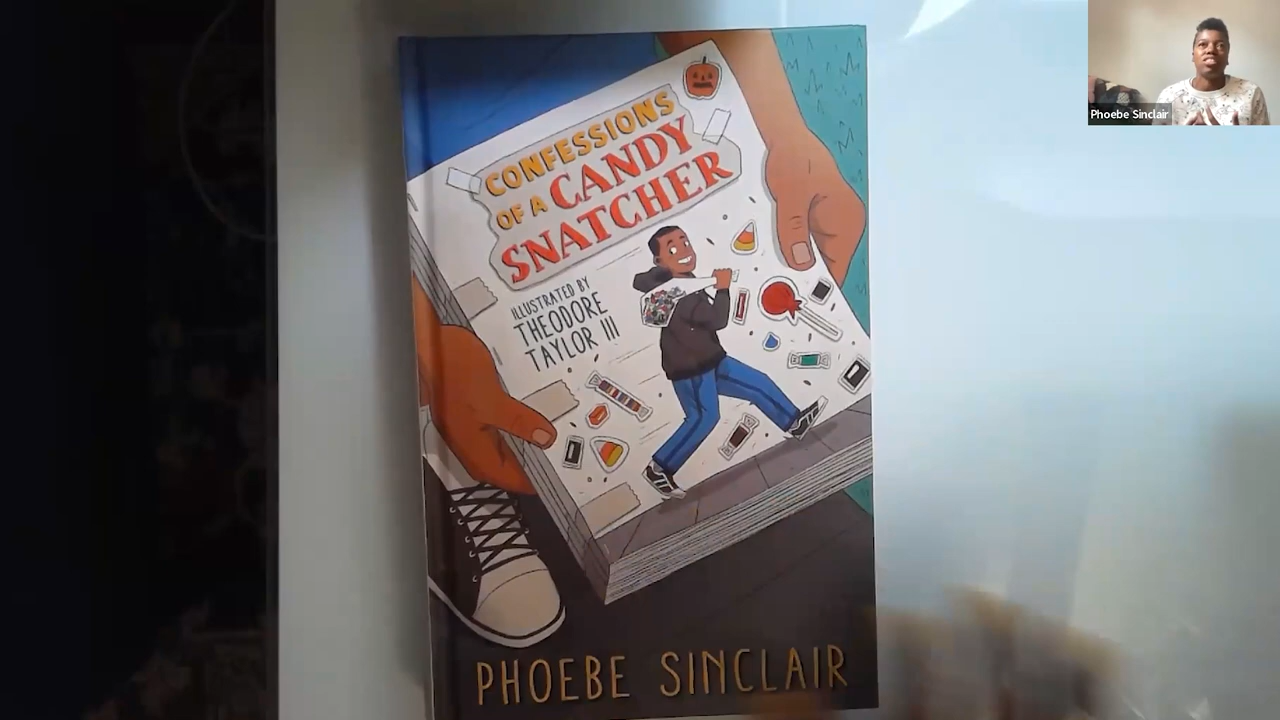 CONFESSIONS
OF A CANDY
SNATCHER
ILLUSTRATED BY
THEODORE
TAYLOR III
PHOEBE SINCLAIR
Phoebe Sinclair